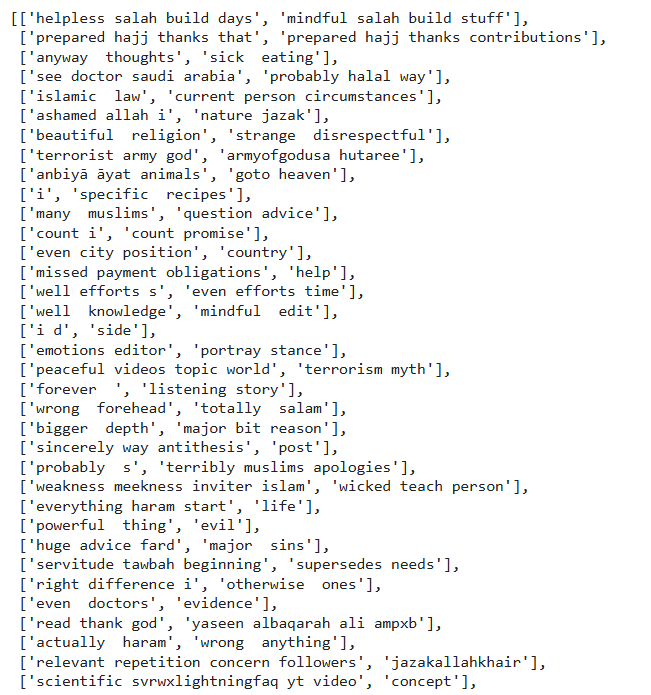 [['helpless salah build days', 'mindful salah build stuff'],
['prepared hajj thanks that', 'prepared hajj thanks contributions'],
['anyway  thoughts', 'sick  eating'],
['see doctor saudi arabia', 'probably halal way'],
['islamic  law', 'current person circumstances'],
['ashamed allah i', 'nature jazak'],
['beautiful  religion', 'strange  disrespectful'],
['terrorist army god', 'armyofgodusa hutaree'],
['anbiyā āyat animals', 'goto heaven'],
['i', 'specific  recipes'],
['many  muslims', 'question advice'],
['count i', 'count promise'],
['even city position', 'country'],
['missed payment obligations', 'help'],
['well efforts s', 'even efforts time'],
['well  knowledge', 'mindful  edit'],
['i d', 'side'],
['emotions editor', 'portray stance'],
['peaceful videos topic world', 'terrorism myth'],
['forever  ', 'listening story'],
['wrong  forehead', 'totally  salam'],
['bigger  depth', 'major bit reason'],
['sincerely way antithesis', 'post'],
['probably  s', 'terribly muslims apologies'],
['weakness meekness inviter islam', 'wicked teach person'],
['everything haram start', 'life'],
['powerful  thing', 'evil'],
['huge advice fard', 'major  sins'],
['servitude tawbah beginning', 'supersedes needs'],
['right difference i', 'otherwise  ones'],
['even  doctors', 'evidence'],
['read thank god', 'yaseen albaqarah ali ampxb'],
['actually  haram', 'wrong  anything'],
['relevant repetition concern followers', 'jazakallahkhair'],
['scientific svrwxlightningfaq yt video', 'concept'],